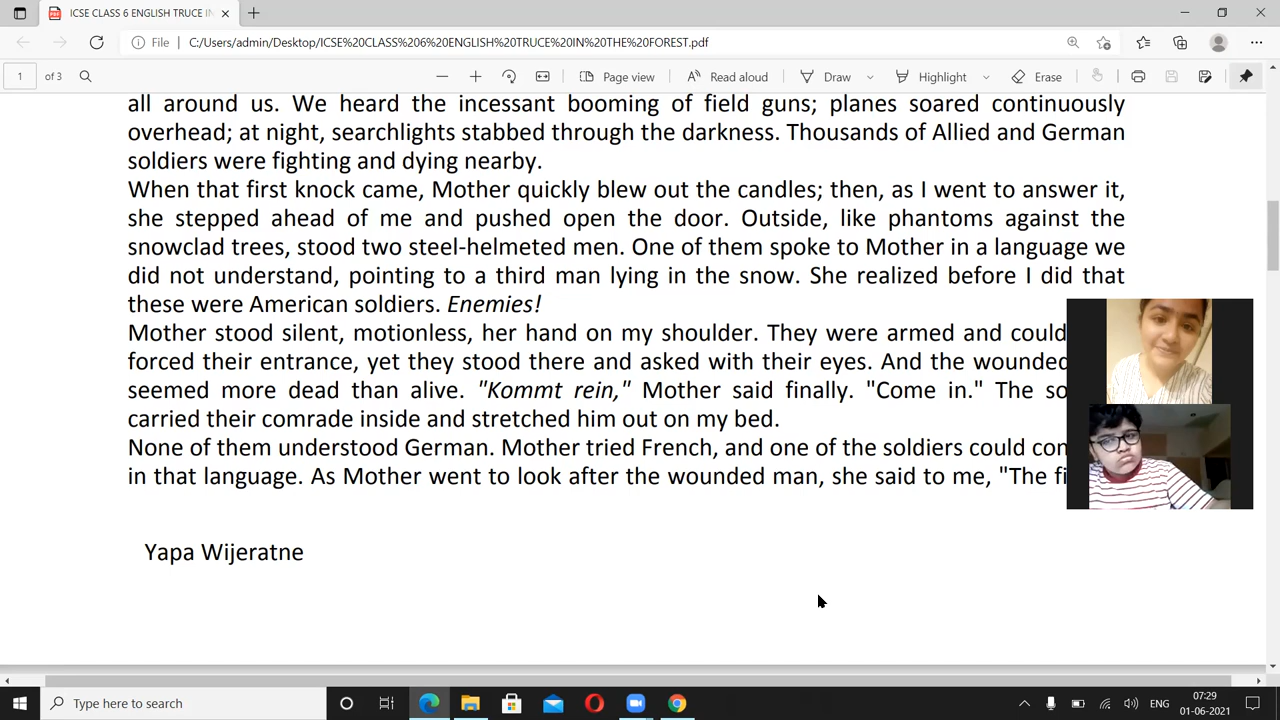 ICSE CLASS 6 ENGLISH TRUCE IN
File C:/Users/admin/Desktop/ICSE%20CLASS%206%20ENGLISH%20TRUCE%20IN%20THE%20FOREST.pdf
1 of 3 Page view Read aloud Draw Highlight Erase
all around us. We heard the incessant booming of field guns; planes soared continuously
overhead; at night, searchlights stabbed through the darkness. Thousands of Allied and German
soldiers were fighting and dying nearby.
When that first knock came, Mother quickly blew out the candles; then, as I went to answer it,
she stepped ahead of me and pushed open the door. Outside, like phantoms against the
snowclad trees, stood two steel-helmeted men. One of them spoke to Mother in a language we
did not understand, pointing to a third man lying in the snow. She realized before I did that
these were American soldiers. Enemies!
Mother stood silent, motionless, her hand on my shoulder. They were armed and could
forced their entrance, yet they stood there and asked with their eyes. And the wounded
seemed more dead than alive. "Kommt rein," Mother said finally. "Come in." The so
carried their comrade inside and stretched him out on my bed.
None of them understood German. Mother tried French, and one of the soldiers could con
in that language. As Mother went to look after the wounded man, she said to me, "The fi
Yapa Wijeratne
Type here to search
ENG
07:29
01-06-2021